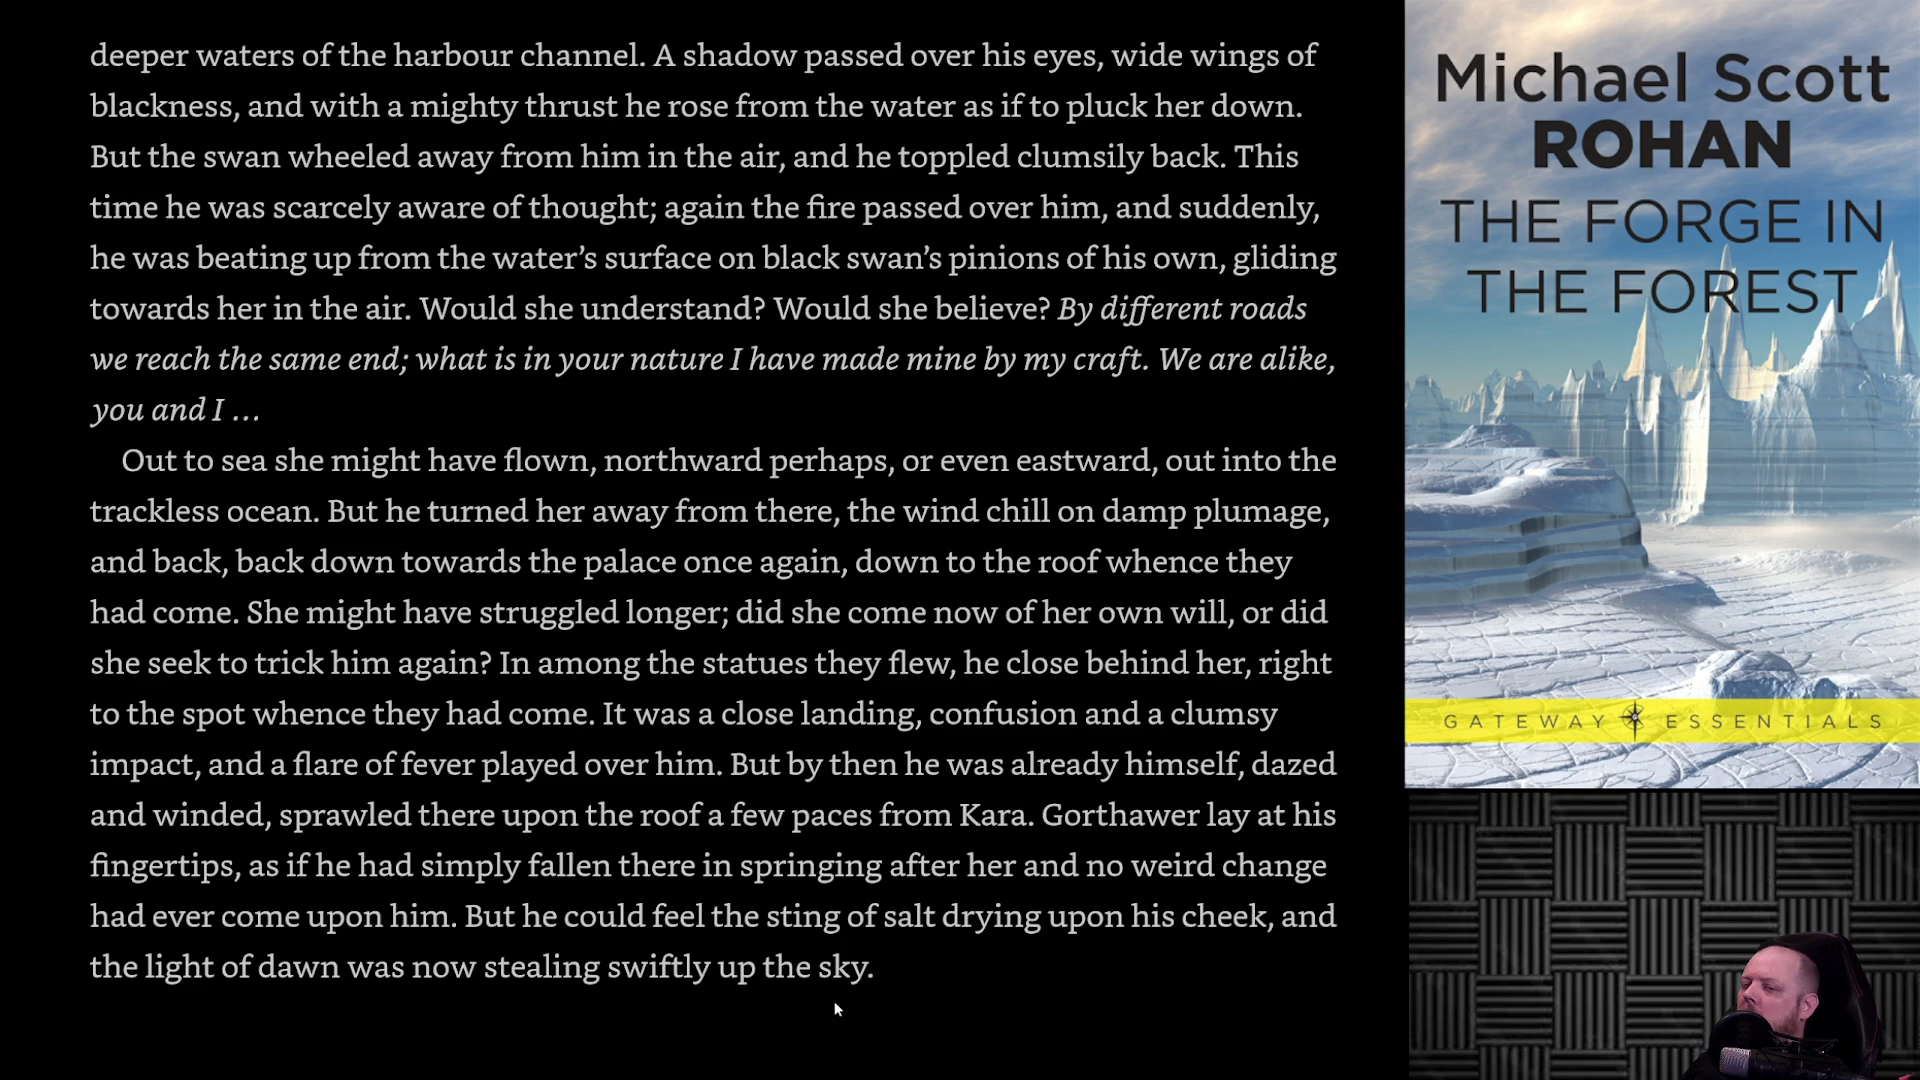 deeper waters of the harbour channel. A shadow passed over his eyes, wide wings of
blackness, and with a mighty thrust he rose from the water as if to pluck her down.
But the swan wheeled away from him in the air, and he toppled clumsily back. This
time he was scarcely aware of thought; again the fire passed over him, and suddenly,
he was beating up from the water’s surface on black swan’s pinions of his own, gliding
towards her in the air. Would she understand? Would she believe? By different roads
we reach the same end; what is in your nature I have made mine by my craft. We are alike,
you and I …
Out to sea she might have flown, northward perhaps, or even eastward, out into the
trackless ocean. But he turned her away from there, the wind chill on damp plumage,
and back, back down towards the palace once again, down to the roof whence they
had come. She might have struggled longer; did she come now of her own will, or did
she seek to trick him again? In among the statues they flew, he close behind her, right
to the spot whence they had come. It was a close landing, confusion and a clumsy
impact, and a flare of fever played over him. But by then he was already himself, dazed
and winded, sprawled there upon the roof a few paces from Kara. Gorthawer lay at his
fingertips, as if he had simply fallen there in springing after her and no weird change
had ever come upon him. But he could feel the sting of salt drying upon his cheek, and
the light of dawn was now stealing swiftly up the sky.
Michael Scott
ROHAN
THE FORGE IN
THE FOREST
GATEWAY ESSENTIALS